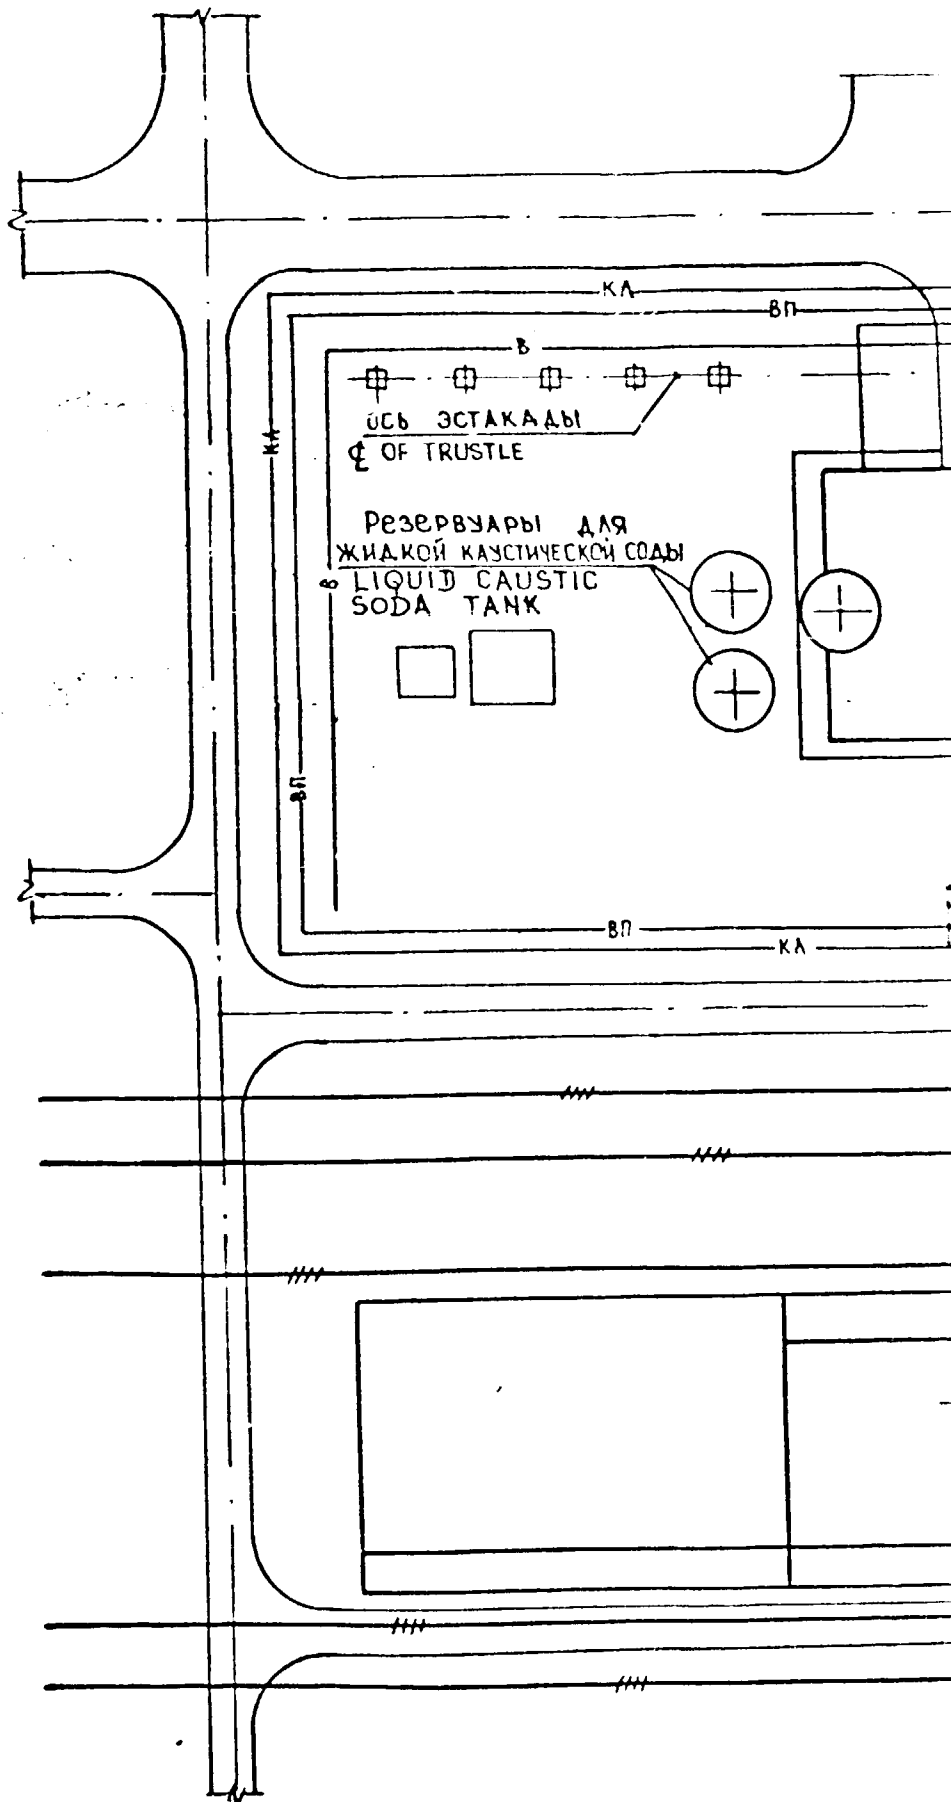 КЛ
ВП
В
КЛ
ОСЬ ЭСТАКАДЫ
℄ OF TRUSTLE
РЕЗЕРВУАРЫ ДЛЯ
ЖИДКОЙ КАУСТИЧЕСКОЙ СОДЫ
В
LIQUID CAUSTIC
SODA TANK
ВП
ВП
КЛ